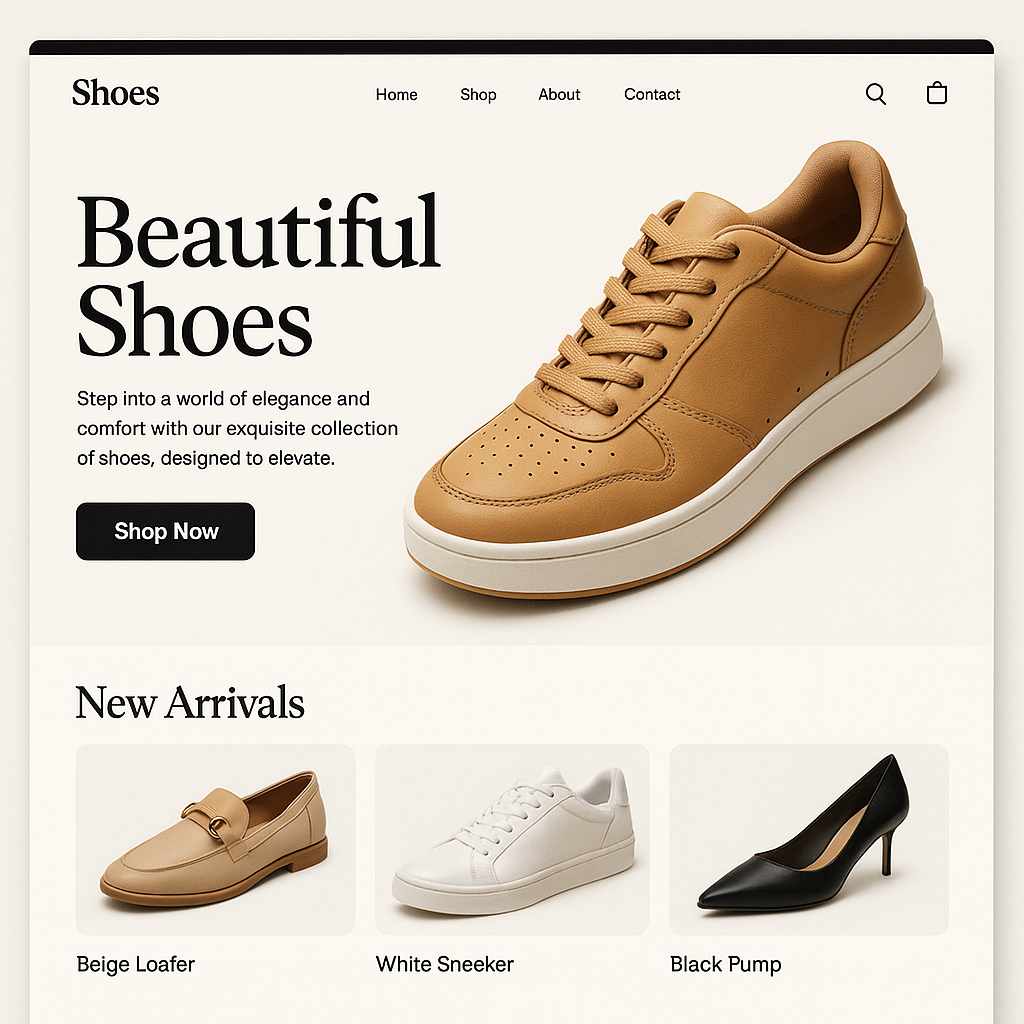 Shoes
Home
Shop
About
Contact
Beautiful
Shoes
Step into a world of elegance and
comfort with our exquisite collection
of shoes, designed to elevate.
Shop Now
New Arrivals
Beige Loafer
White Sneeker
Black Pump